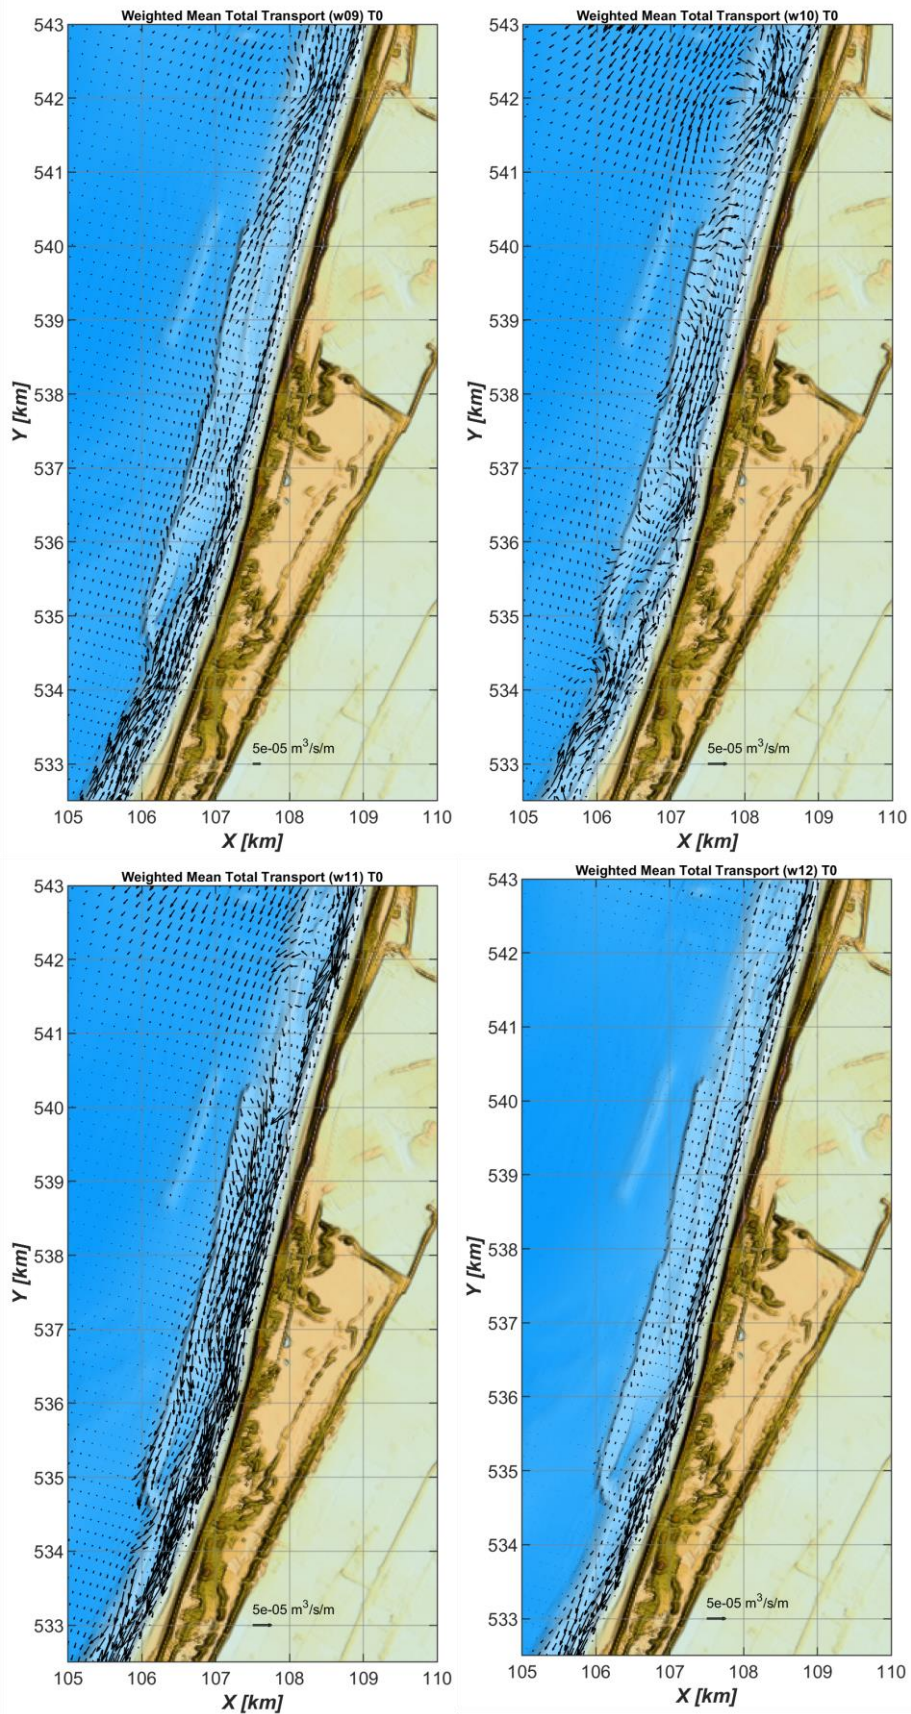 Weighted Mean Total Transport (w09) T0
543
542
541
540
539
538
537
536
535
534
533
Y [km]
5e-05 m³/s/m
105 106 107 108 109 110
X [km]
Weighted Mean Total Transport (w10) T0
543
542
541
540
539
538
537
536
535
534
533
Y [km]
5e-05 m³/s/m
105 106 107 108 109 110
X [km]
Weighted Mean Total Transport (w11) T0
543
542
541
540
539
538
537
536
535
534
533
Y [km]
5e-05 m³/s/m
105 106 107 108 109 110
X [km]
Weighted Mean Total Transport (w12) T0
543
542
541
540
539
538
537
536
535
534
533
Y [km]
5e-05 m³/s/m
105 106 107 108 109 110
X [km]